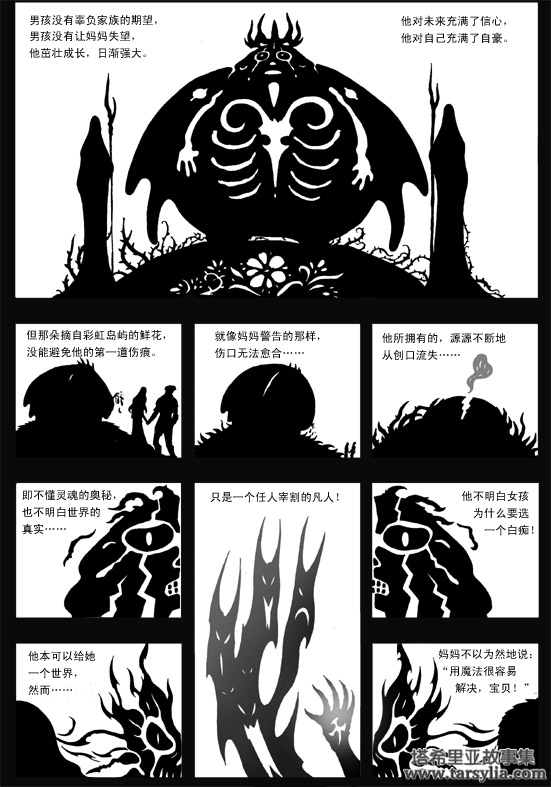 男孩没有辜负家族的期望，
男孩没有让妈妈失望，
他茁壮成长，日渐强大。
他对未来充满了信心，
他对自己充满了自豪。
但那朵摘自彩虹岛屿的鲜花，
没能避免他的第一道伤痕。
就像妈妈警告的那样，
伤口无法愈合……
他所拥有的，源源不断地
从创口流失……
即不懂灵魂的奥秘，
也不明白世界的
真实……
只是一个任人宰割的凡人！
他不明白女孩
为什么要选
一个白痴！
他本可以给她
一个世界，
然而……
妈妈不以为然地说：
“用魔法很容易
解决，宝贝！”
塔希里亚故事集
www.tarsylia.com